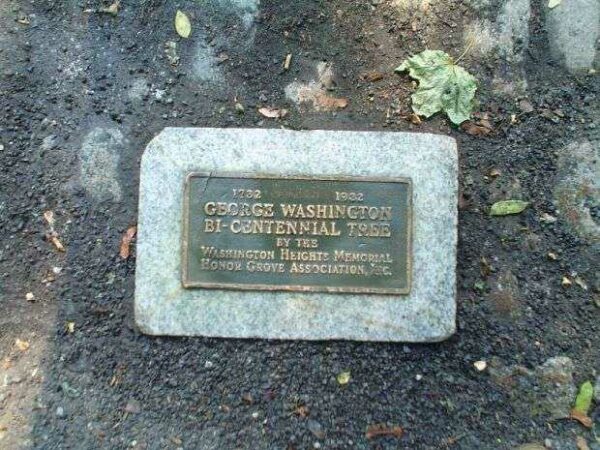 1732 1932
GEORGE WASHINGTON
BI-CENTENNIAL TREE
BY THE
WASHINGTON HEIGHTS MEMORIAL
HONOR GROVE ASSOCIATION, INC.